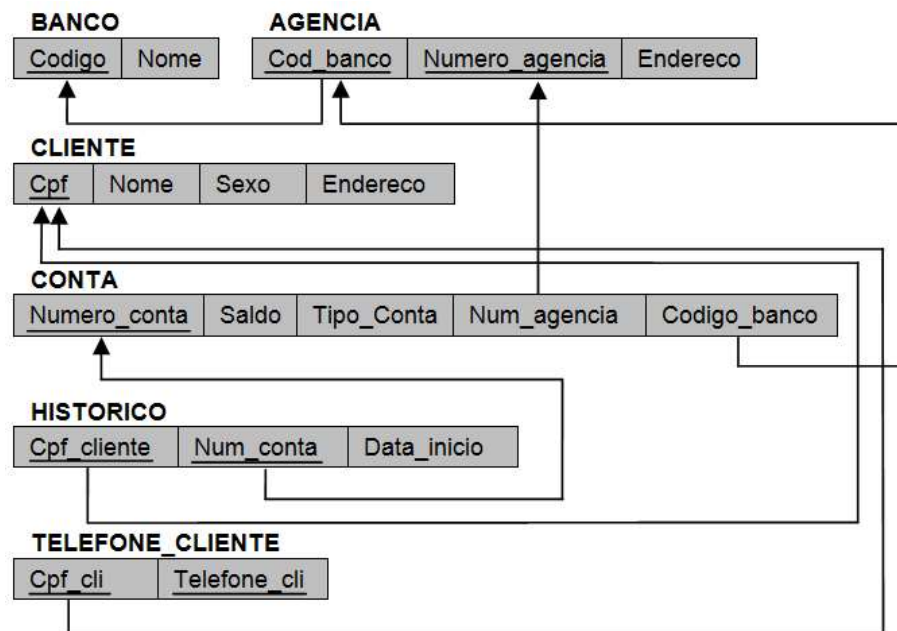 BANCO AGENCIA
Codigo Nome Cod_banco Numero_agencia Endereco
CLIENTE
Cpf Nome Sexo Endereco
CONTA
Numero_conta Saldo Tipo_Conta Num_agencia Codigo_banco
HISTORICO
Cpf_cliente Num_conta Data_inicio
TELEFONE_CLIENTE
Cpf_cli Telefone_cli